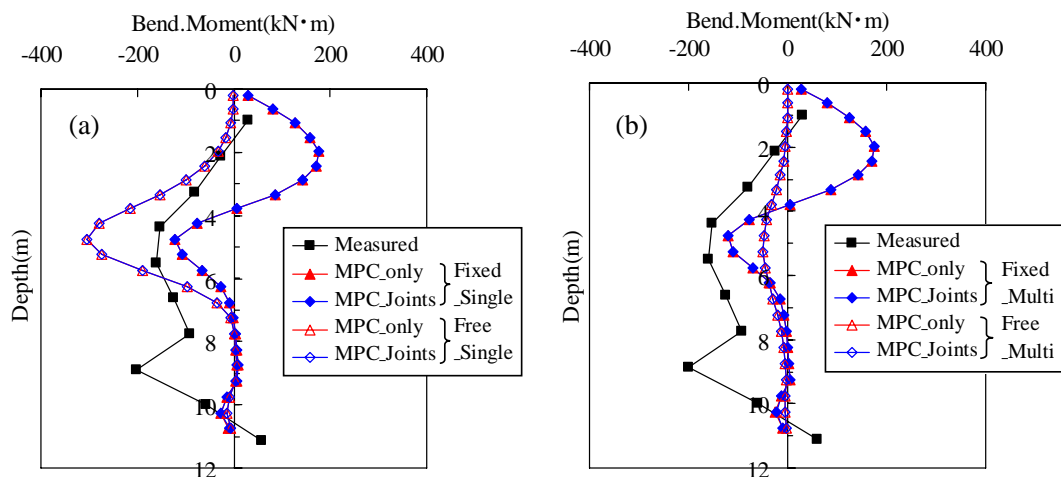 Bend.Moment(kN・m)
-400 -200 0 200 400
(a)
0
2
4
6
8
10
12
Depth(m)
Measured
MPC_only
MPC_Joints
Fixed
_Single
MPC_only
MPC_Joints
Free
_Single
Bend.Moment(kN・m)
-400 -200 0 200 400
(b)
0
2
4
6
8
10
12
Depth(m)
Measured
MPC_only
MPC_Joints
Fixed
_Multi
MPC_only
MPC_Joints
Free
_Multi